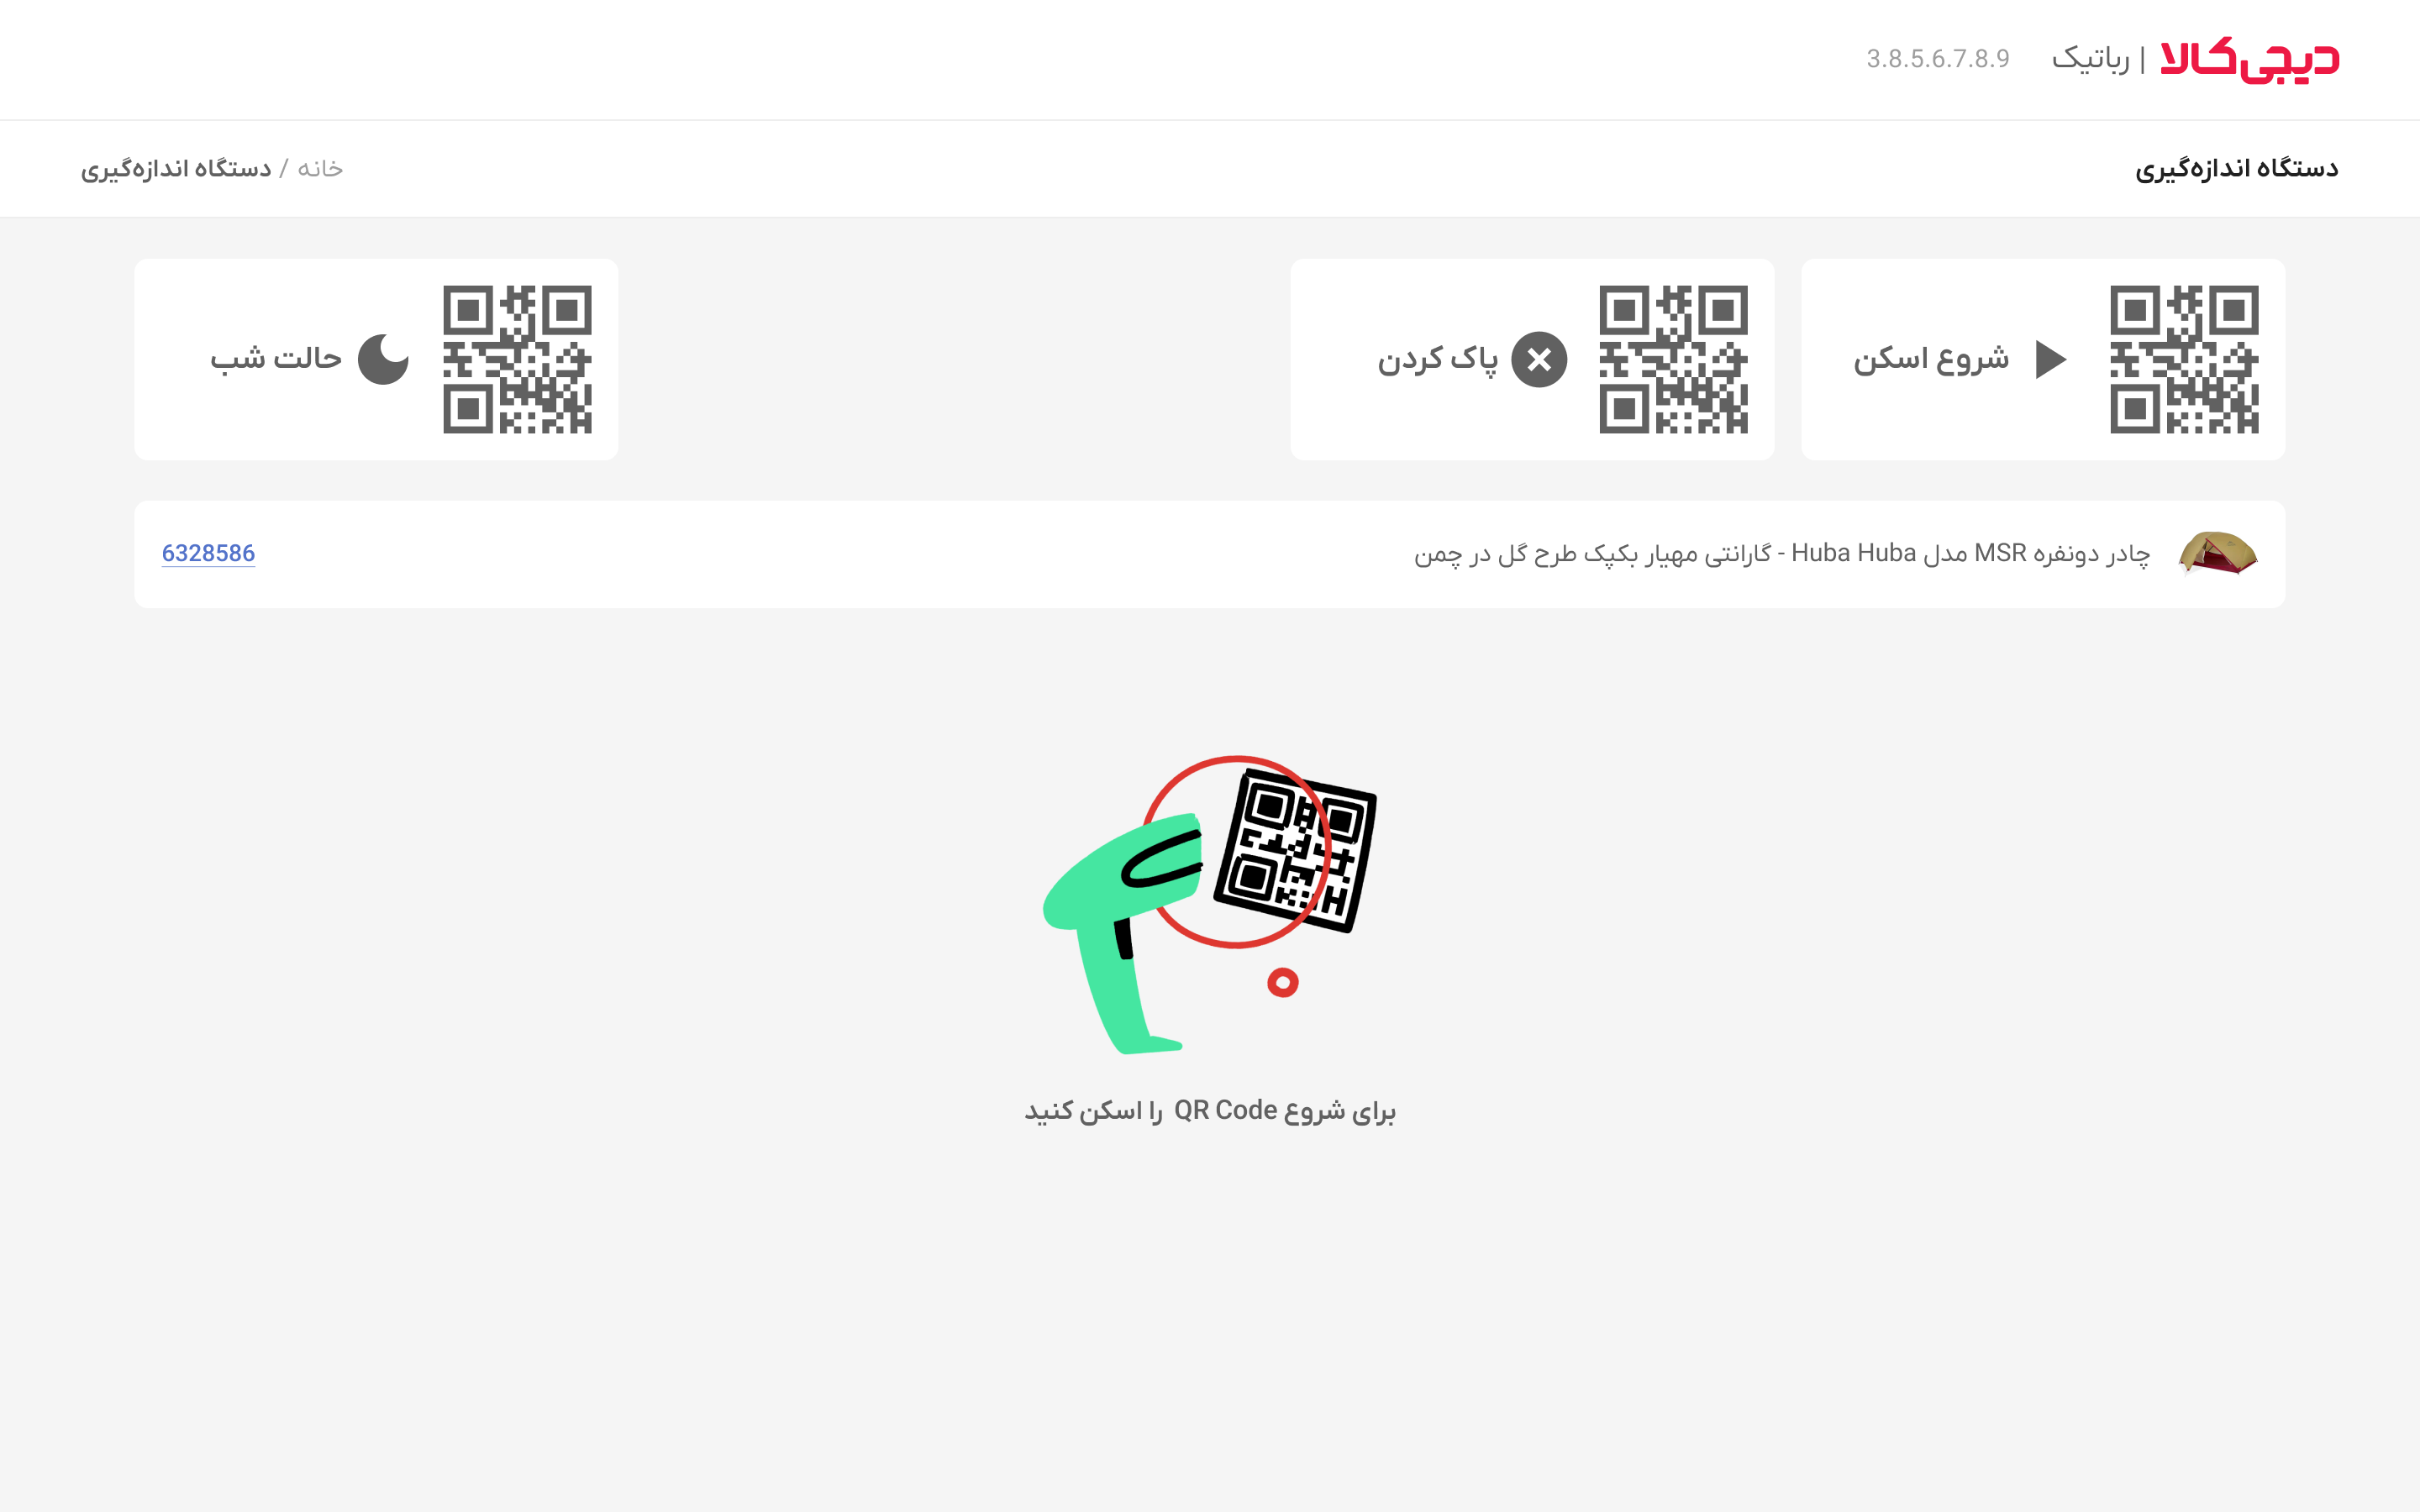 دیجی‌کالا | رباتیک 3.8.5.6.7.8.9
دستگاه اندازه‌گیری
خانه / دستگاه اندازه‌گیری
شروع اسکن
پاک کردن
حالت شب
چادر دونفره MSR مدل Huba Huba - گارانتی مهیار بکپک طرح گل در چمن
6328586
برای شروع QR Code را اسکن کنید